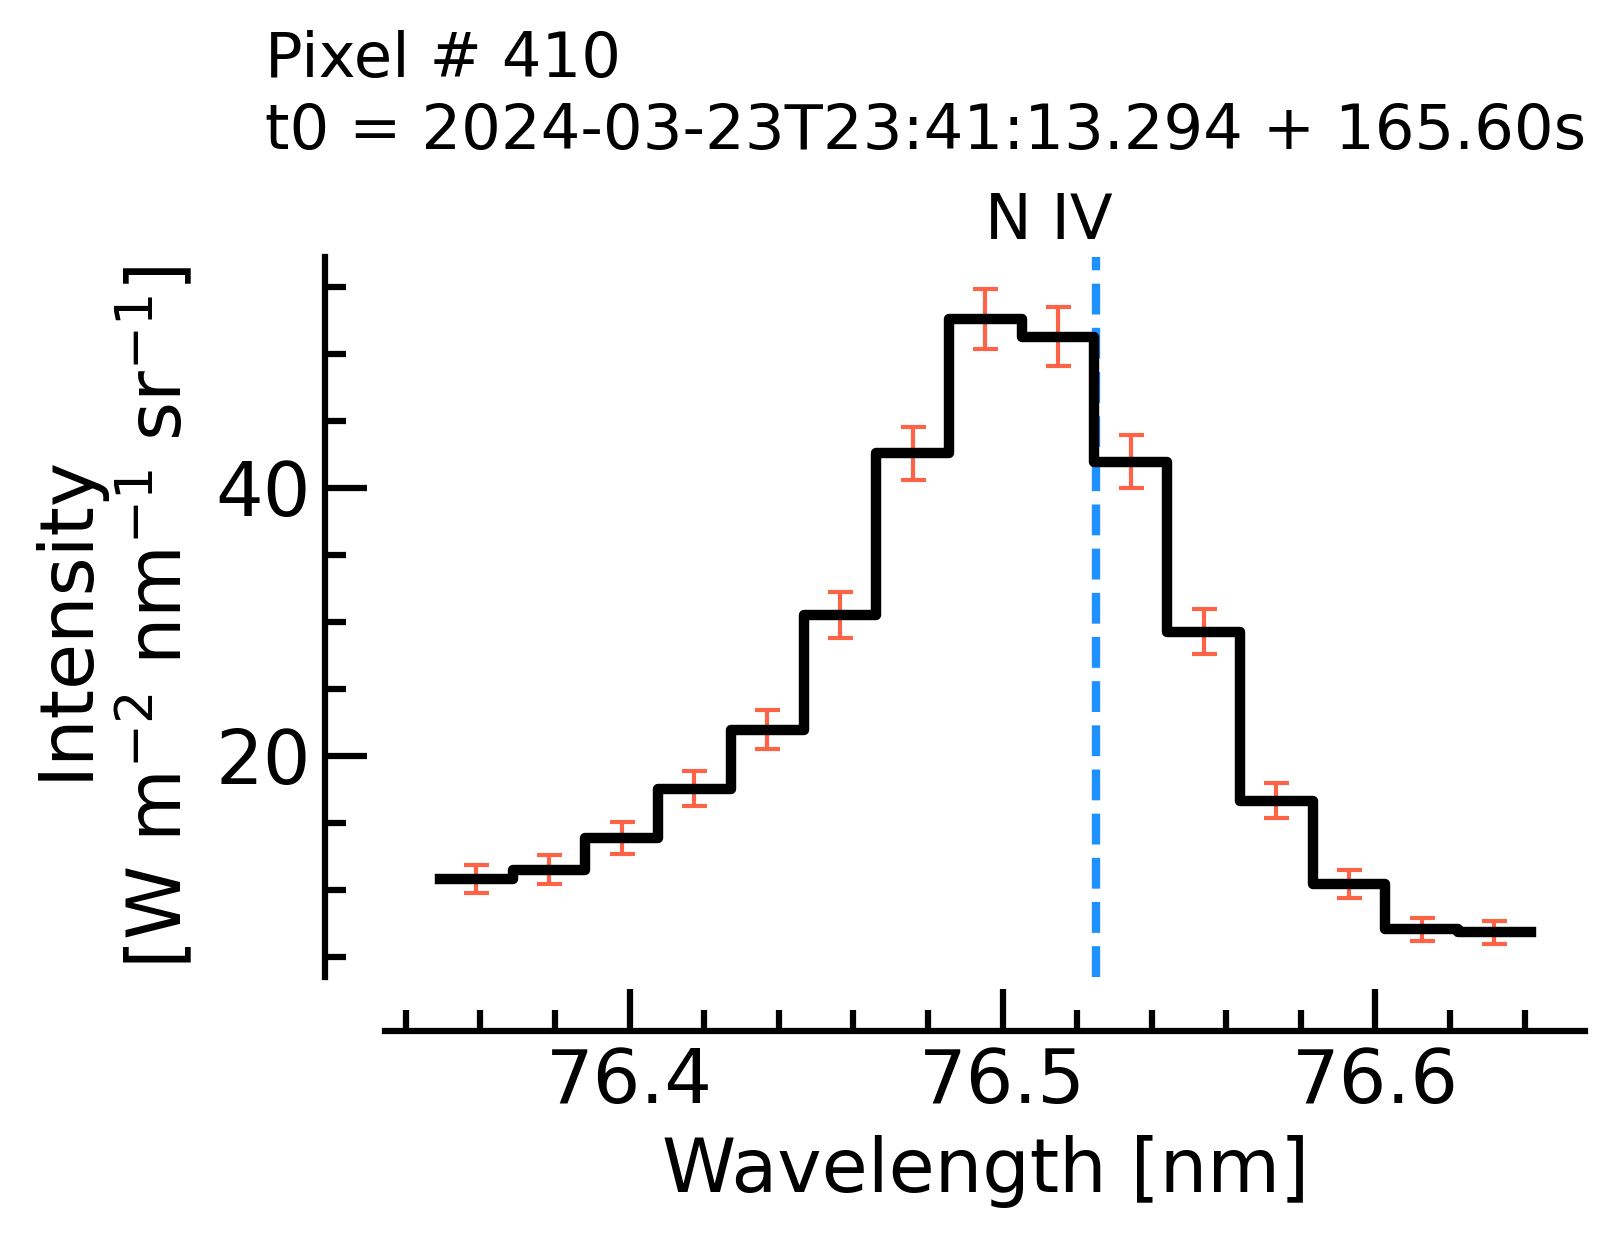 Pixel # 410
t0 = 2024-03-23T23:41:13.294 + 165.60s
N IV
Intensity
[W m⁻² nm⁻¹ sr⁻¹]
40
20
76.4 76.5 76.6
Wavelength [nm]